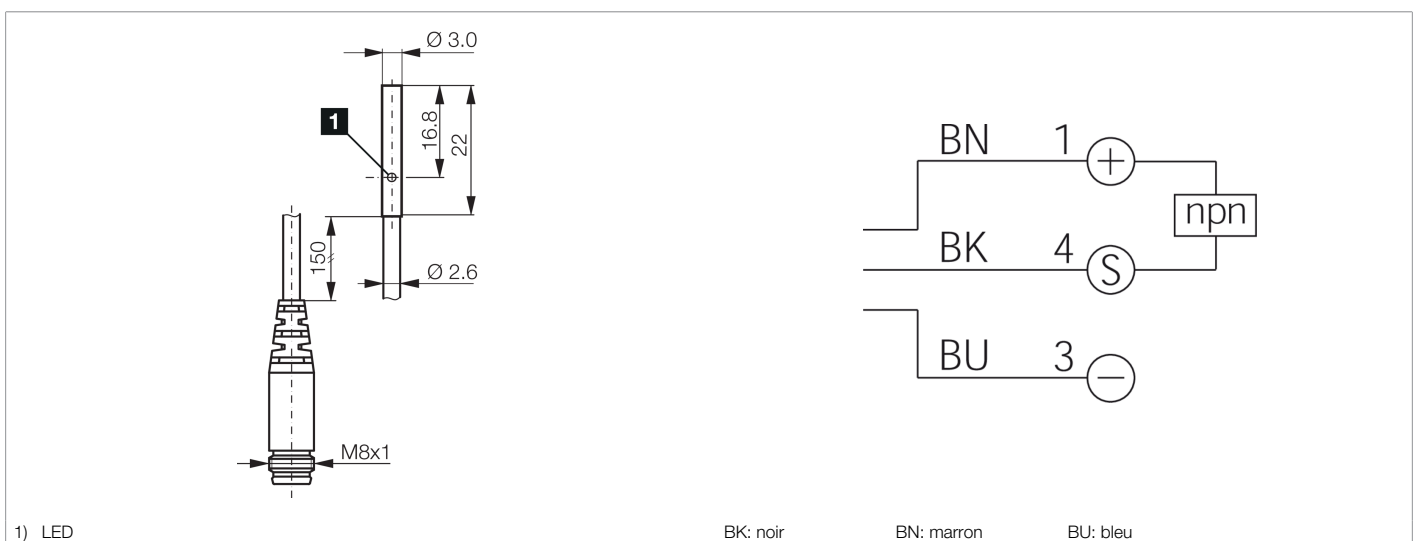 Ø 3.0
1
16.8
22
150
Ø 2.6
M8x1
BN 1 +
npn
BK 4 S
BU 3 −
1) LED
BK: noir BN: marron BU: bleu